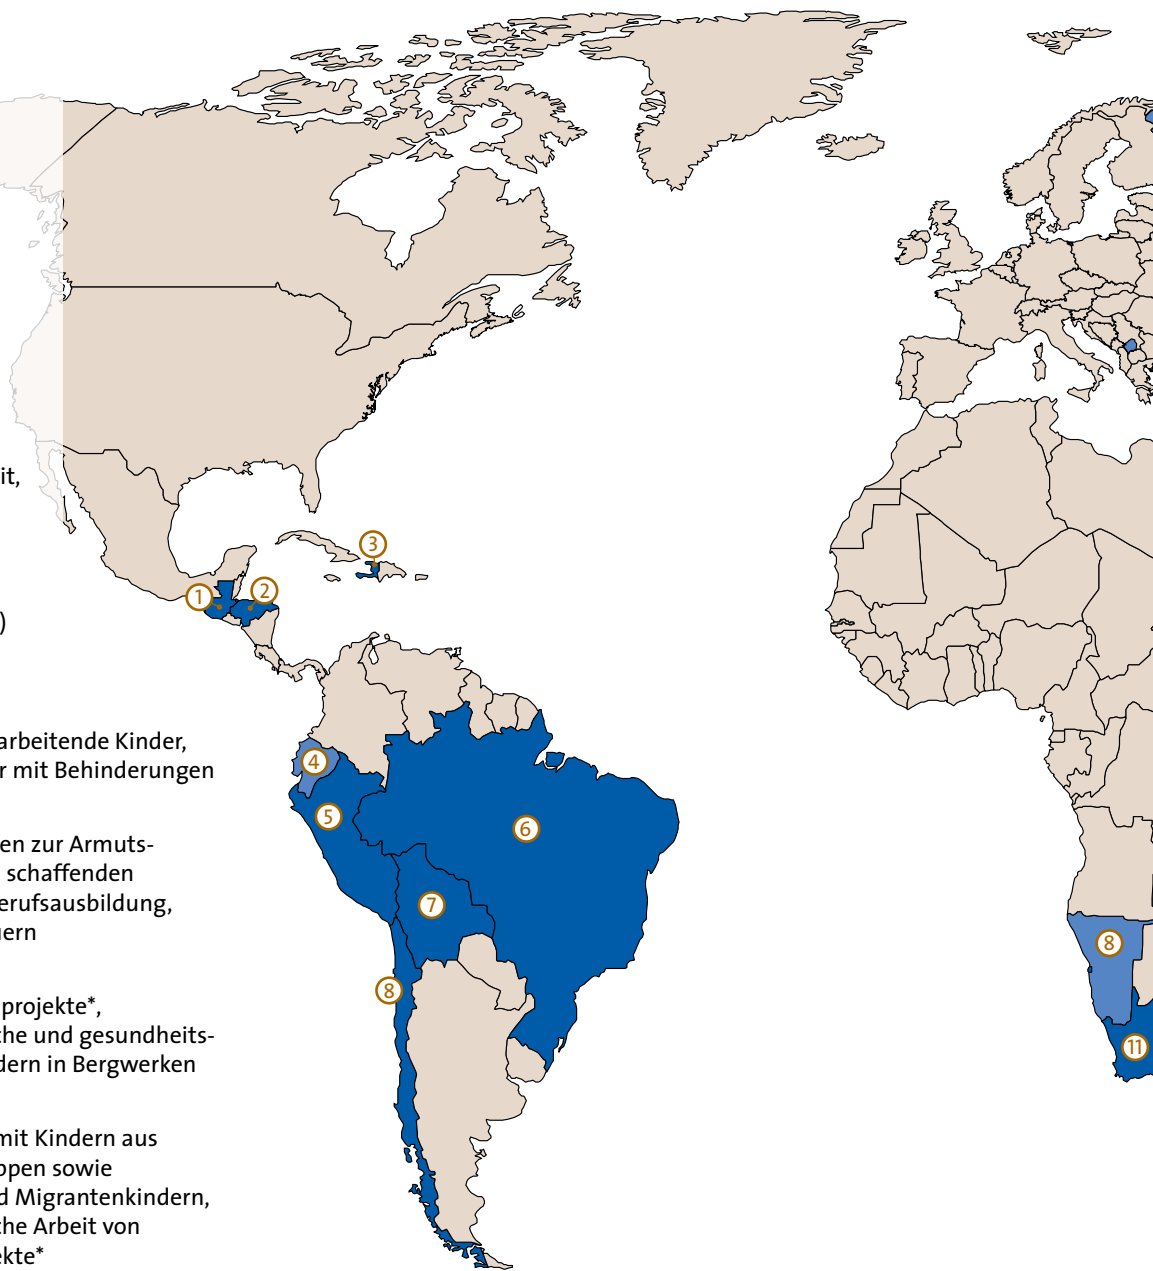 it,
3
1
2
)
arbeitende Kinder,
r mit Behinderungen
4
5
6
en zur Armuts-
schaffenden
erufsausbildung,
uern
7
8
8
projekte*,
che und gesundheits-
dern in Bergwerken
11
mit Kindern aus
ppen sowie
d Migrantenkindern,
che Arbeit von
ekte*